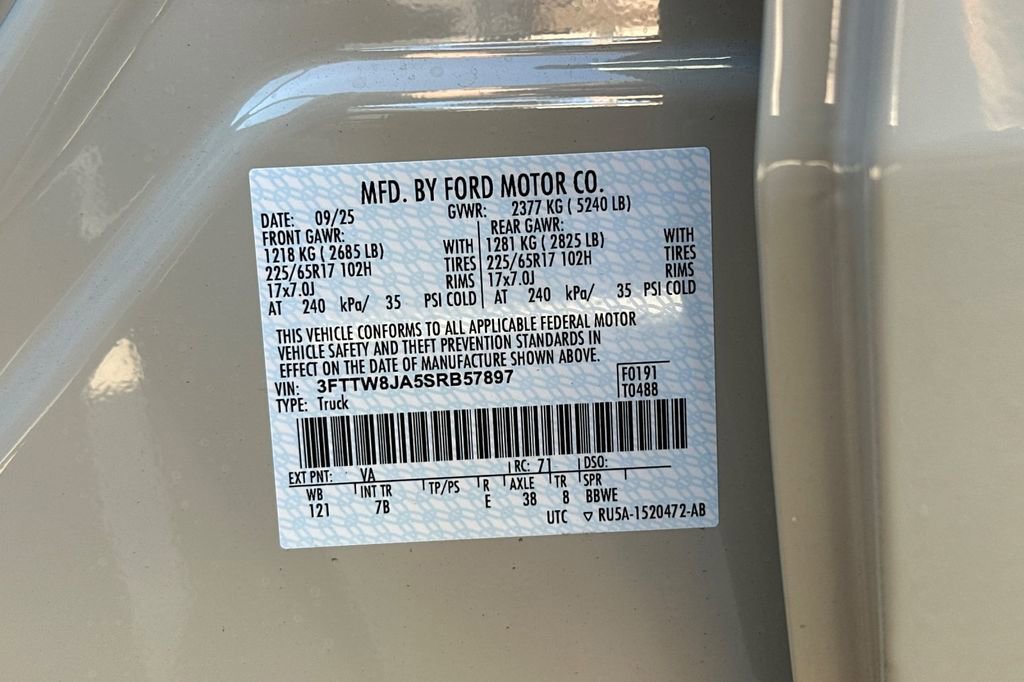 MFD. BY FORD MOTOR CO.
DATE: 09/25 GVWR: 2377 KG ( 5240 LB)
FRONT GAWR: REAR GAWR:
1218 KG ( 2685 LB) WITH 1281 KG ( 2825 LB) WITH
225/65R17 102H TIRES 225/65R17 102H TIRES
17x7.0J RIMS 17x7.0J RIMS
AT 240 kPa/ 35 PSI COLD AT 240 kPa/ 35 PSI COLD
THIS VEHICLE CONFORMS TO ALL APPLICABLE FEDERAL MOTOR
VEHICLE SAFETY AND THEFT PREVENTION STANDARDS IN
EFFECT ON THE DATE OF MANUFACTURE SHOWN ABOVE.
VIN: 3FTTW8JA5SRB57897 F0191
TYPE: Truck T0488
EXT PNT: VA RC: 71 DSO:
WB INT TR TP/PS R AXLE TR SPR
121 7B E 38 8 BBWE
UTC ▽ RU5A-1520472-AB